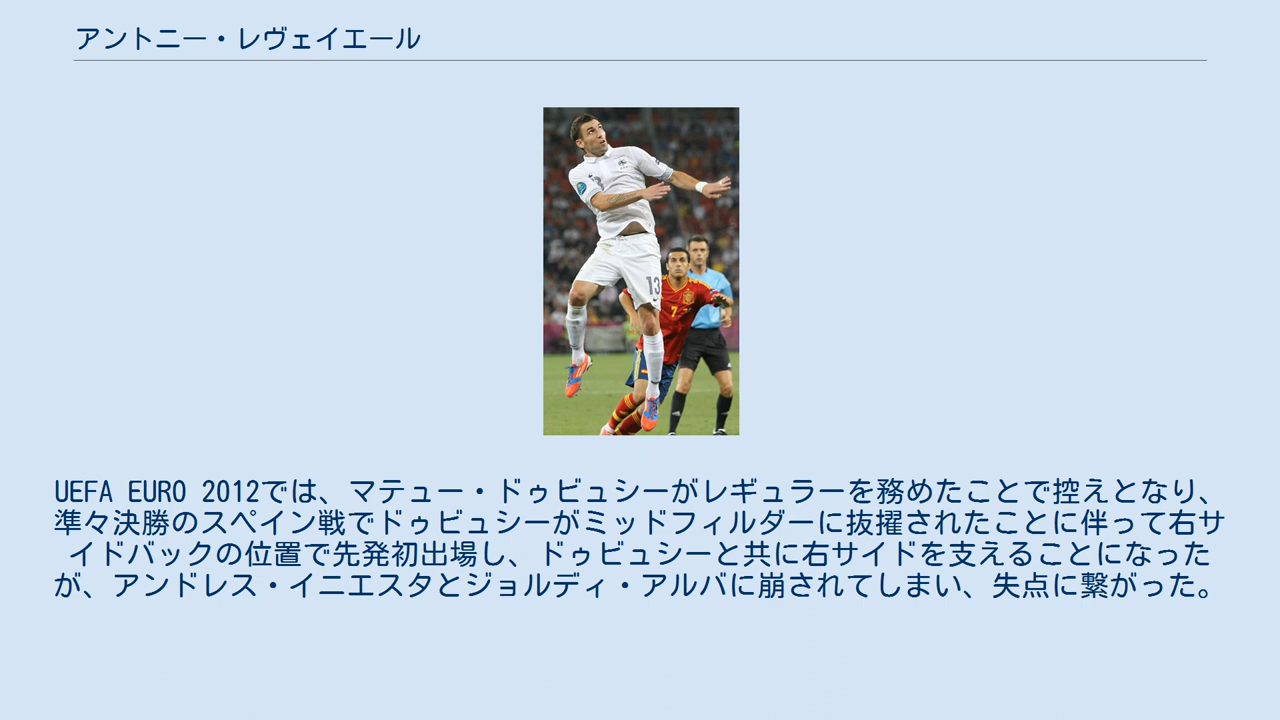 アントニー・レヴェイエール
13
7
UEFA EURO 2012では、マテュー・ドゥビュシーがレギュラーを務めたことで控えとなり、
準々決勝のスペイン戦でドゥビュシーがミッドフィルダーに抜擢されたことに伴って右サ
イドバックの位置で先発初出場し、ドゥビュシーと共に右サイドを支えることになった
が、アンドレス・イニエスタとジョルディ・アルバに崩されてしまい、失点に繋がった。